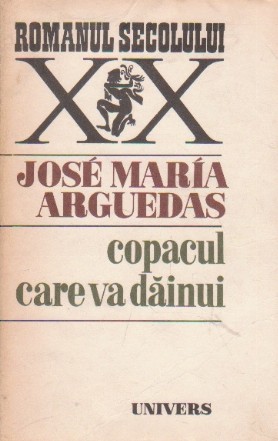 ROMANUL SECOLULUI
XX
JOSÉ MARÍA
ARGUEDAS
copacul
care va dăinui
UNIVERS